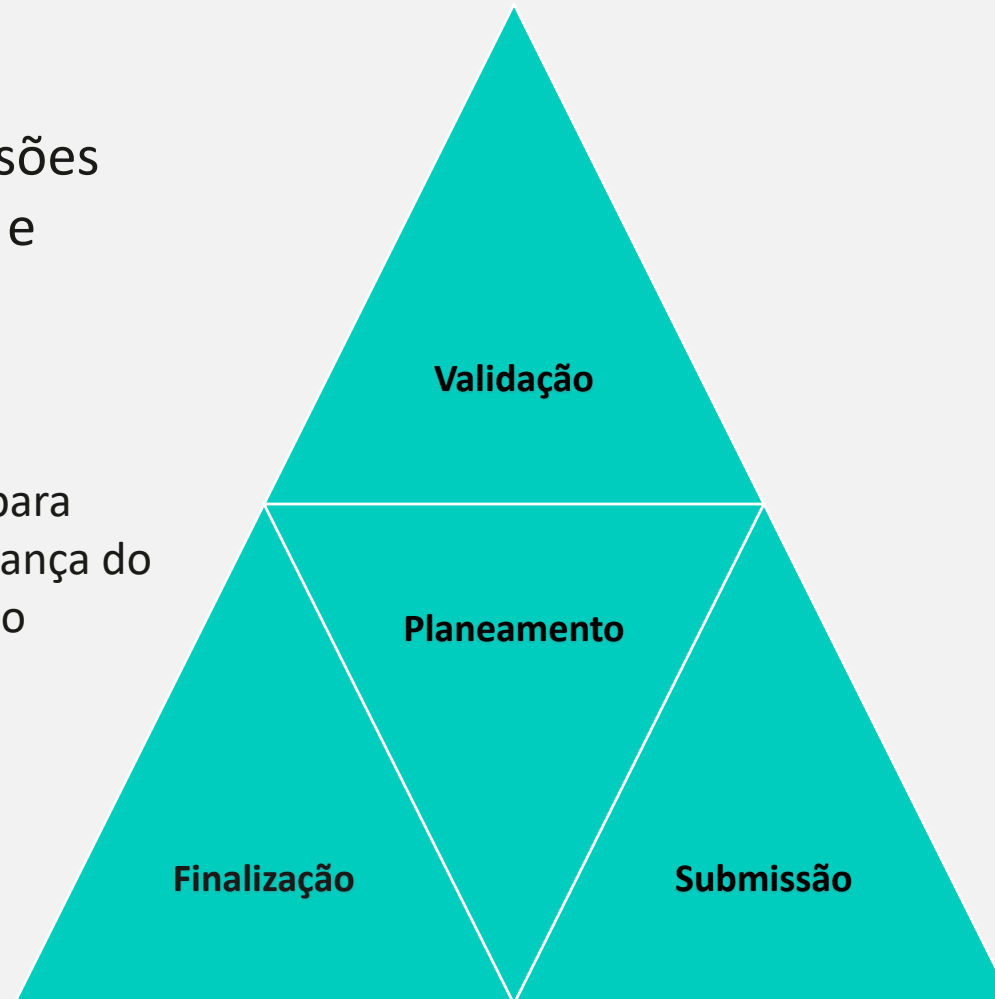 sões
e
Validação
para
ança do
o
Planeamento
Finalização
Submissão